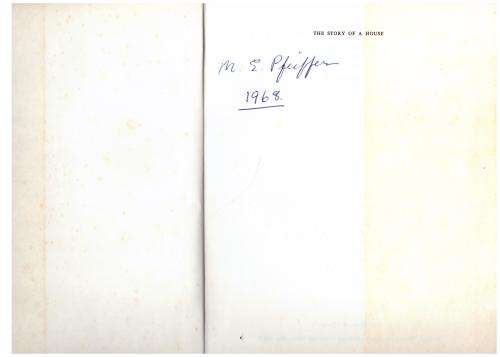 THE STORY OF A HOUSE
M. E. Pfeiffer
1968.